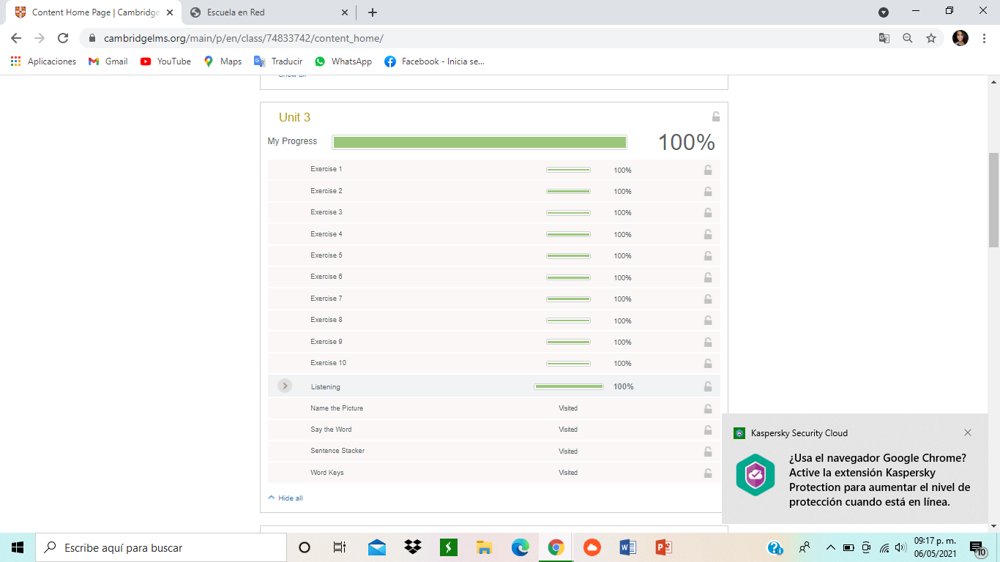 Content Home Page | Cambridge
Escuela en Red
cambridgelms.org/main/p/en/class/74833742/content_home/
Aplicaciones
Gmail
YouTube
Maps
Traducir
WhatsApp
Facebook - Inicia se...
Show all
Unit 3
My Progress
100%
Exercise 1 100%
Exercise 2 100%
Exercise 3 100%
Exercise 4 100%
Exercise 5 100%
Exercise 6 100%
Exercise 7 100%
Exercise 8 100%
Exercise 9 100%
Exercise 10 100%
Listening 100%
Name the Picture Visited
Say the Word Visited
Sentence Stacker Visited
Word Keys Visited
Hide all
Kaspersky Security Cloud
¿Usa el navegador Google Chrome?
Active la extensión Kaspersky
Protection para aumentar el nivel de
protección cuando está en línea.
Escribe aquí para buscar
09:17 p. m.
06/05/2021
10